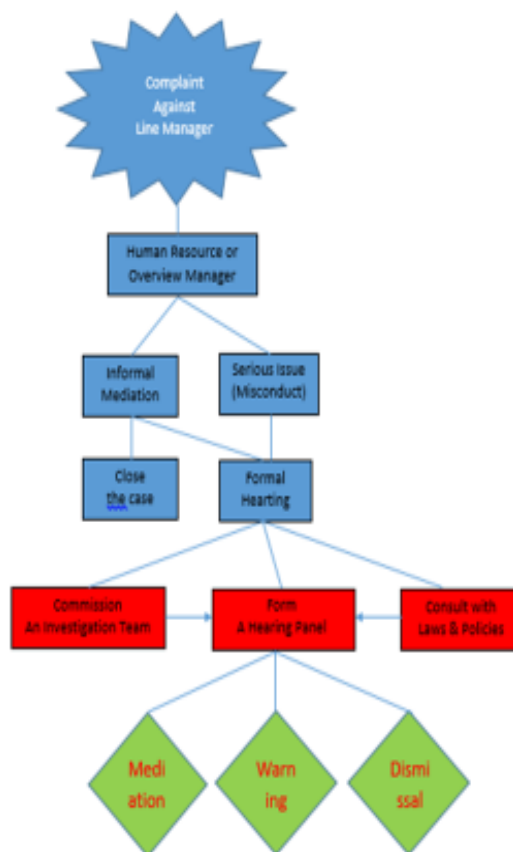 Complaint
Against
Line Manager
Human Resource or
Overview Manager
Informal
Mediation
Serious Issue
(Misconduct)
Close
the case
Formal
Hearting
Commission
An Investigation Team
Form
A Hearing Panel
Consult with
Laws & Policies
Medi
ation
Warn
ing
Dismi
ssal